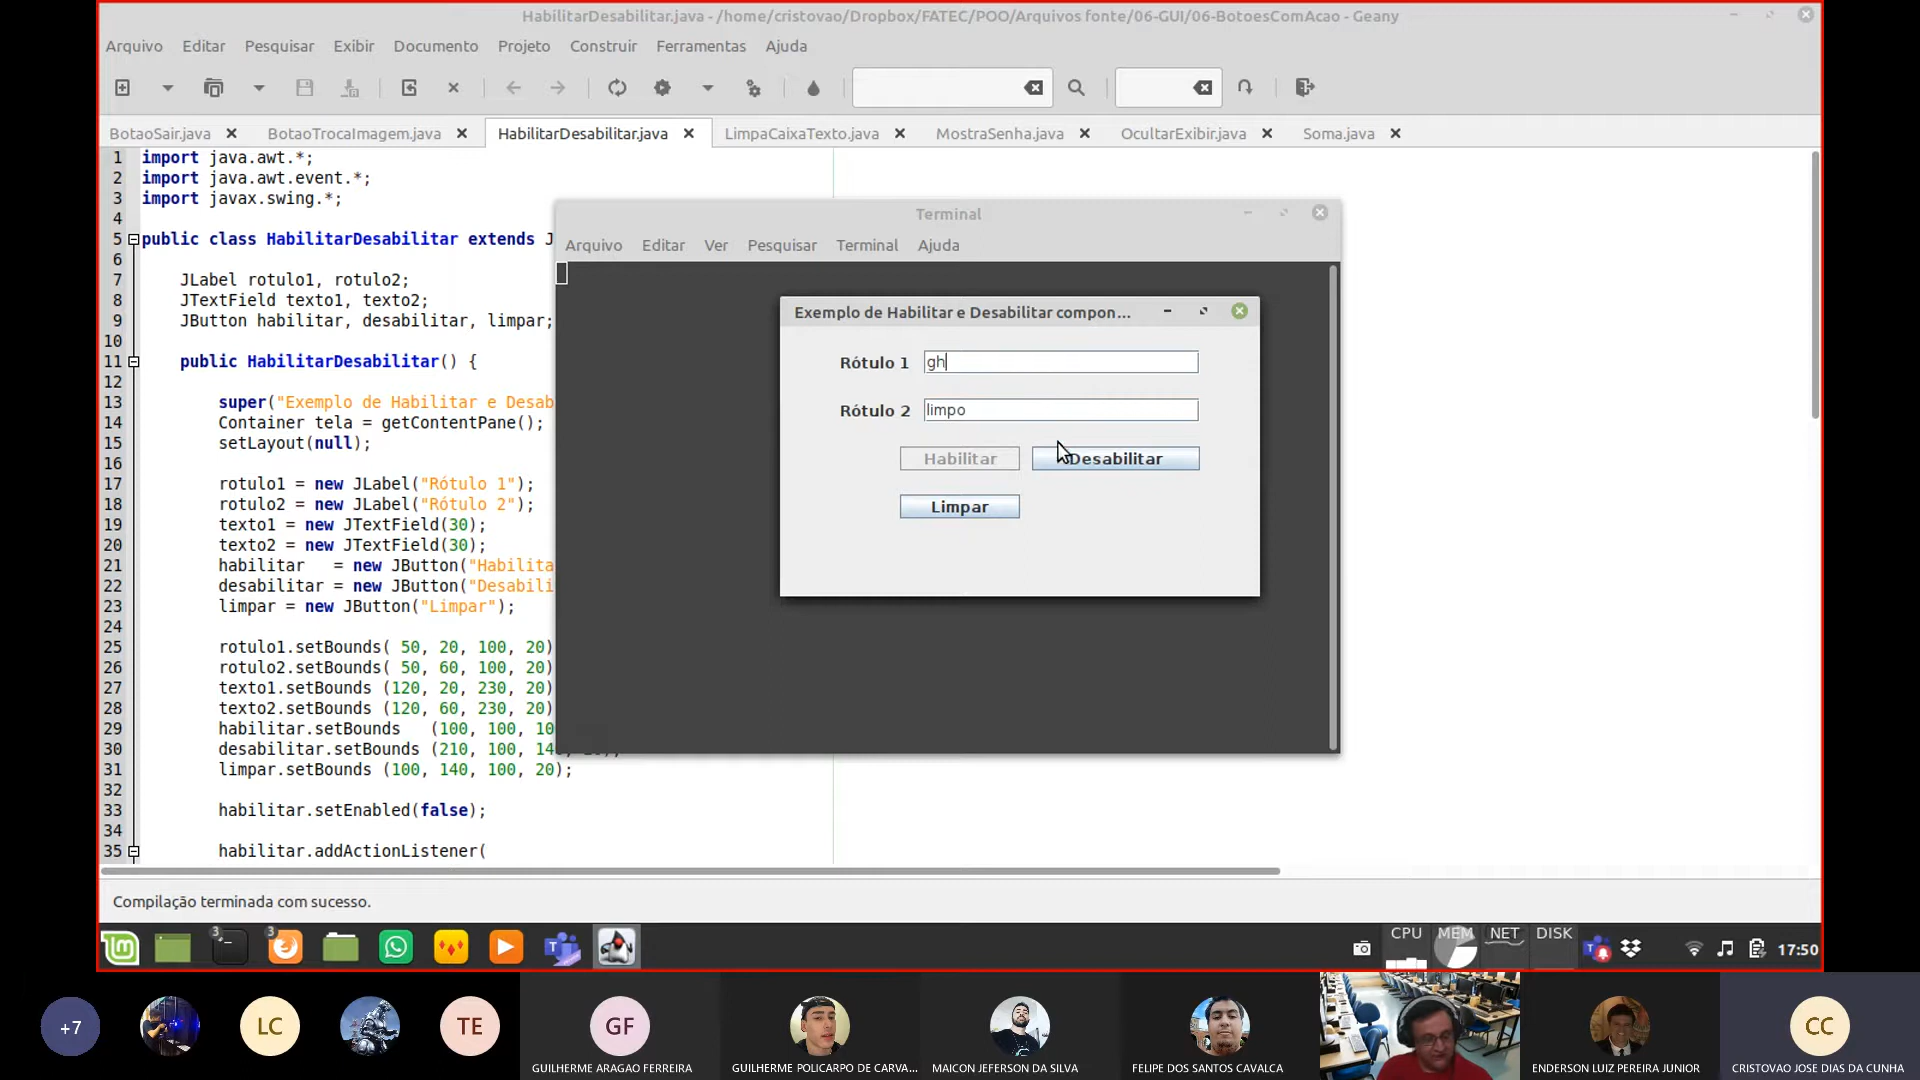 HabilitarDesabilitar.java - /home/cristovao/Dropbox/FATEC/POO/Arquivos fonte/06-GUI/06-BotoesComAcao - Geany
Arquivo Editar Pesquisar Exibir Documento Projeto Construir Ferramentas Ajuda
BotaoSair.java BotaoTrocaImagem.java HabilitarDesabilitar.java LimpaCaixaTexto.java MostraSenha.java OcultarExibir.java Soma.java
1 import java.awt.*;
2 import java.awt.event.*;
3 import javax.swing.*;
4
5 public class HabilitarDesabilitar extends J
6
7 JLabel rotulo1, rotulo2;
8 JTextField texto1, texto2;
9 JButton habilitar, desabilitar, limpar;
10
11 public HabilitarDesabilitar() {
12
13 super("Exemplo de Habilitar e Desab
14 Container tela = getContentPane();
15 setLayout(null);
16
17 rotulo1 = new JLabel("Rótulo 1");
18 rotulo2 = new JLabel("Rótulo 2");
19 texto1 = new JTextField(30);
20 texto2 = new JTextField(30);
21 habilitar   = new JButton("Habilita
22 desabilitar = new JButton("Desabili
23 limpar = new JButton("Limpar");
24
25 rotulo1.setBounds( 50, 20, 100, 20)
26 rotulo2.setBounds( 50, 60, 100, 20)
27 texto1.setBounds (120, 20, 230, 20)
28 texto2.setBounds (120, 60, 230, 20)
29 habilitar.setBounds   (100, 100, 10
30 desabilitar.setBounds (210, 100, 14
31 limpar.setBounds (100, 140, 100, 20);
32
33 habilitar.setEnabled(false);
34
35 habilitar.addActionListener(
Terminal
Arquivo Editar Ver Pesquisar Terminal Ajuda
Exemplo de Habilitar e Desabilitar compon...
Rótulo 1 gh
Rótulo 2 limpo
Habilitar Desabilitar
Limpar
Compilação terminada com sucesso.
3 3 CPU MEM NET DISK 17:50
+7 LC TE GF CC
GUILHERME ARAGAO FERREIRA GUILHERME POLICARPO DE CARVA... MAICON JEFERSON DA SILVA FELIPE DOS SANTOS CAVALCA ENDERSON LUIZ PEREIRA JUNIOR CRISTOVAO JOSE DIAS DA CUNHA